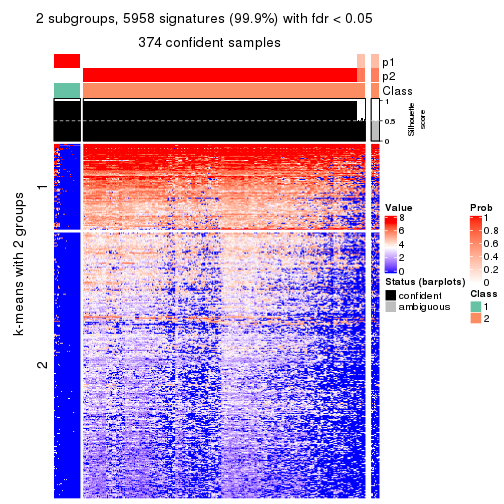 2 subgroups, 5958 signatures (99.9%) with fdr < 0.05
374 confident samples
p1
p2
Class
1
0.5
0
Silhouette
score
k-means with 2 groups
1
2
Value
8
6
4
2
0
Status (barplots)
confident
ambiguous
Prob
1
0.8
0.6
0.4
0.2
0
Class
1
2